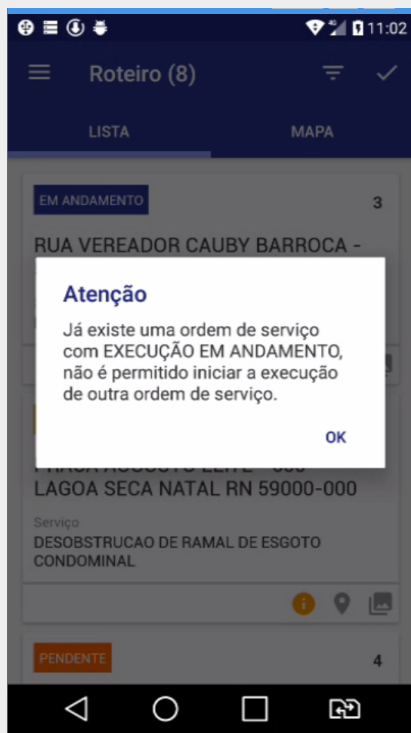 11:02
Roteiro (8)
LISTA
MAPA
EM ANDAMENTO
3
RUA VEREADOR CAUBY BARROCA -
Atenção
Já existe uma ordem de serviço
com EXECUÇÃO EM ANDAMENTO,
não é permitido iniciar a execução
de outra ordem de serviço.
OK
LAGOA SECA NATAL RN 59000-000
Serviço
DESOBSTRUCAO DE RAMAL DE ESGOTO
CONDOMINAL
PENDENTE
4